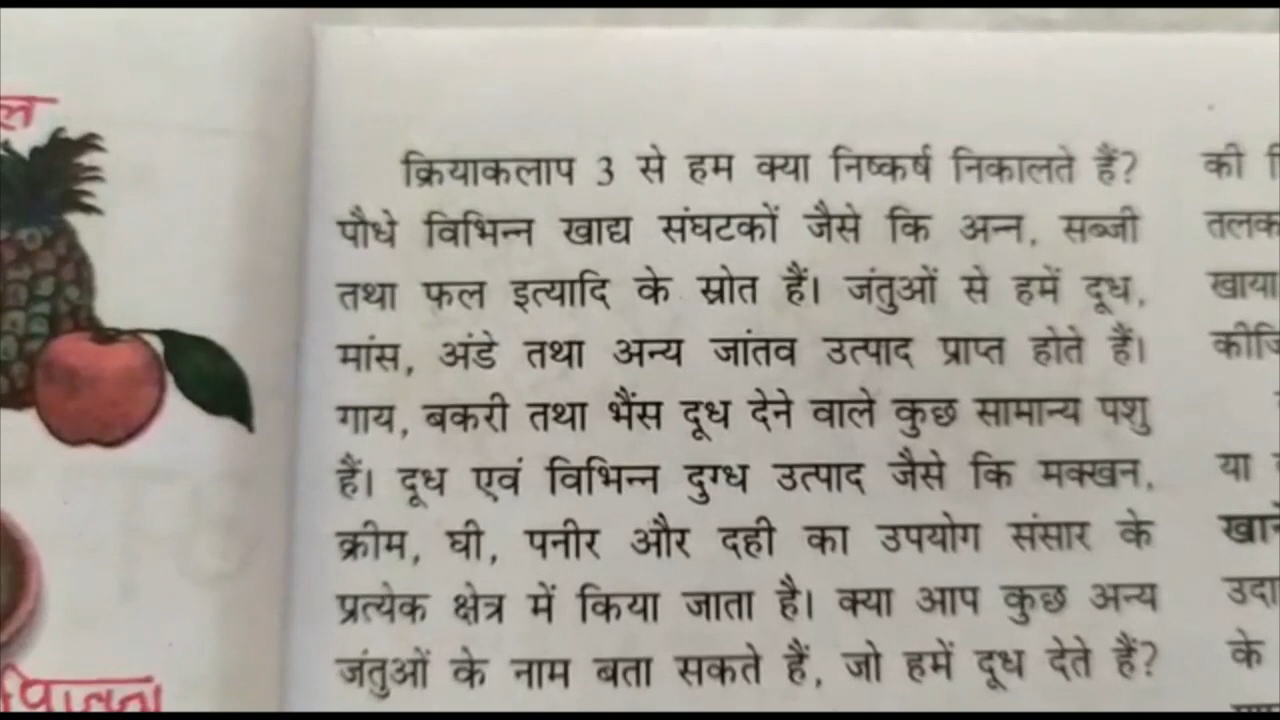 क्रियाकलाप 3 से हम क्या निष्कर्ष निकालते हैं?
पौधे विभिन्न खाद्य संघटकों जैसे कि अन्न, सब्जी
तथा फल इत्यादि के स्रोत हैं। जंतुओं से हमें दूध,
मांस, अंडे तथा अन्य जांतव उत्पाद प्राप्त होते हैं।
गाय, बकरी तथा भैंस दूध देने वाले कुछ सामान्य पशु
हैं। दूध एवं विभिन्न दुग्ध उत्पाद जैसे कि मक्खन,
क्रीम, घी, पनीर और दही का उपयोग संसार के
प्रत्येक क्षेत्र में किया जाता है। क्या आप कुछ अन्य
जंतुओं के नाम बता सकते हैं, जो हमें दूध देते हैं?
की
या
के